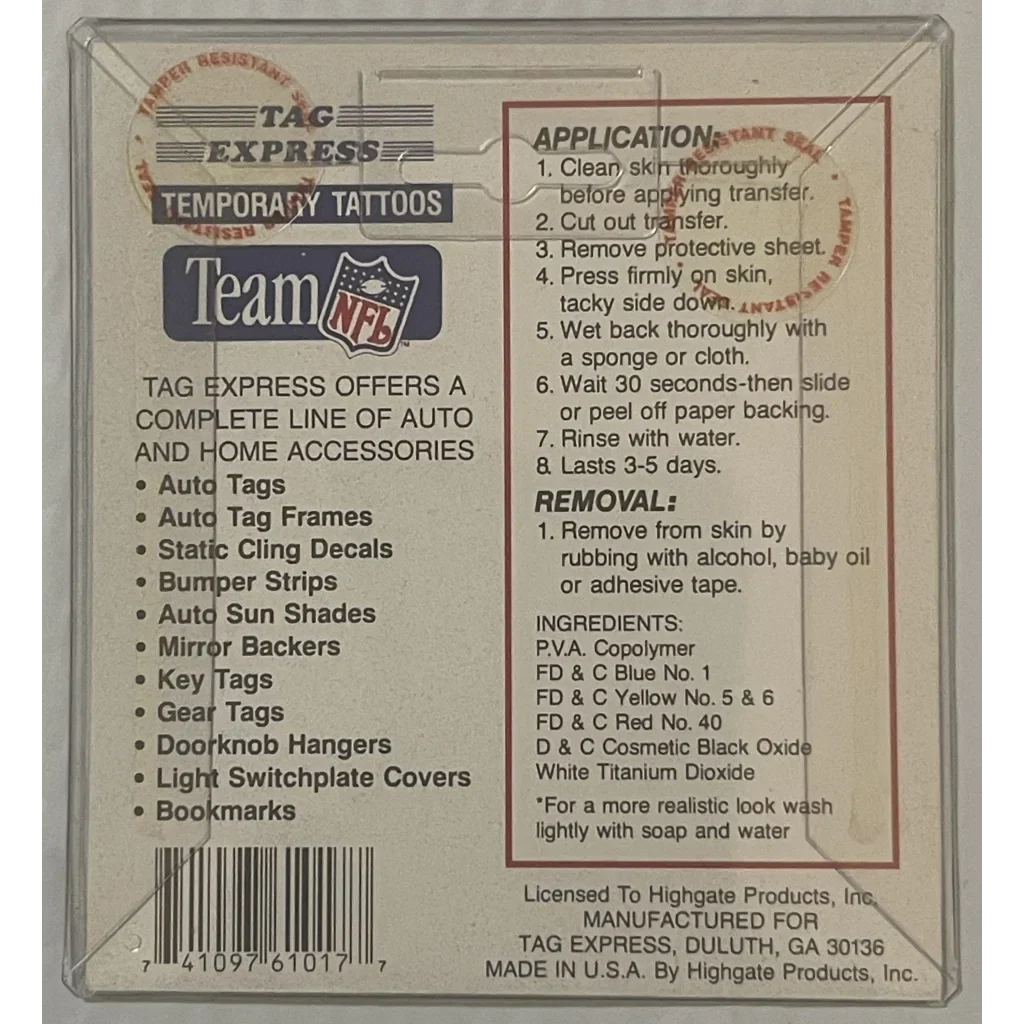 TAMPER RESISTANT SEAL
TAG
EXPRESS
TEMPORARY TATTOOS
Team NFL
TM
TAG EXPRESS OFFERS A
COMPLETE LINE OF AUTO
AND HOME ACCESSORIES
• Auto Tags
• Auto Tag Frames
• Static Cling Decals
• Bumper Strips
• Auto Sun Shades
• Mirror Backers
• Key Tags
• Gear Tags
• Doorknob Hangers
• Light Switchplate Covers
• Bookmarks
7 41097 61017 7
TAMPER RESISTANT SEAL
APPLICATION:
1. Clean skin thoroughly
before applying transfer.
2. Cut out transfer.
3. Remove protective sheet.
4. Press firmly on skin,
tacky side down.
5. Wet back thoroughly with
a sponge or cloth.
6. Wait 30 seconds-then slide
or peel off paper backing.
7. Rinse with water.
8. Lasts 3-5 days.
REMOVAL:
1. Remove from skin by
rubbing with alcohol, baby oil
or adhesive tape.
INGREDIENTS:
P.V.A. Copolymer
FD & C Blue No. 1
FD & C Yellow No. 5 & 6
FD & C Red No. 40
D & C Cosmetic Black Oxide
White Titanium Dioxide
*For a more realistic look wash
lightly with soap and water
Licensed To Highgate Products, Inc.
MANUFACTURED FOR
TAG EXPRESS, DULUTH, GA 30136
MADE IN U.S.A. By Highgate Products, Inc.